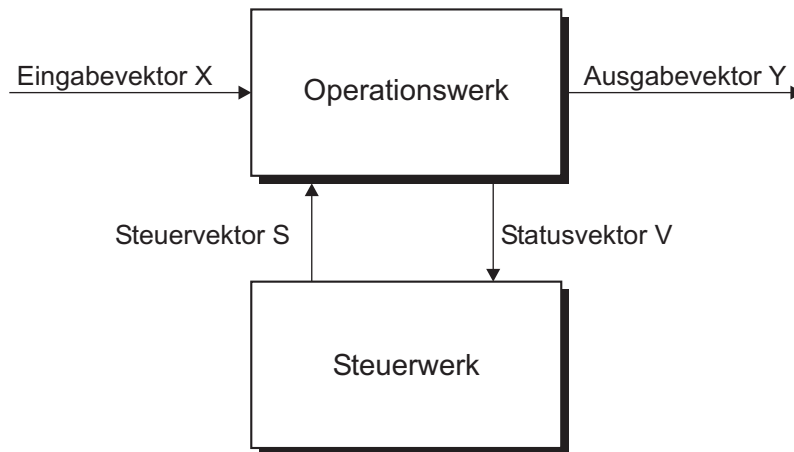 Eingabevektor X
Operationswerk
Ausgabevektor Y
Steuervektor S
Statusvektor V
Steuerwerk